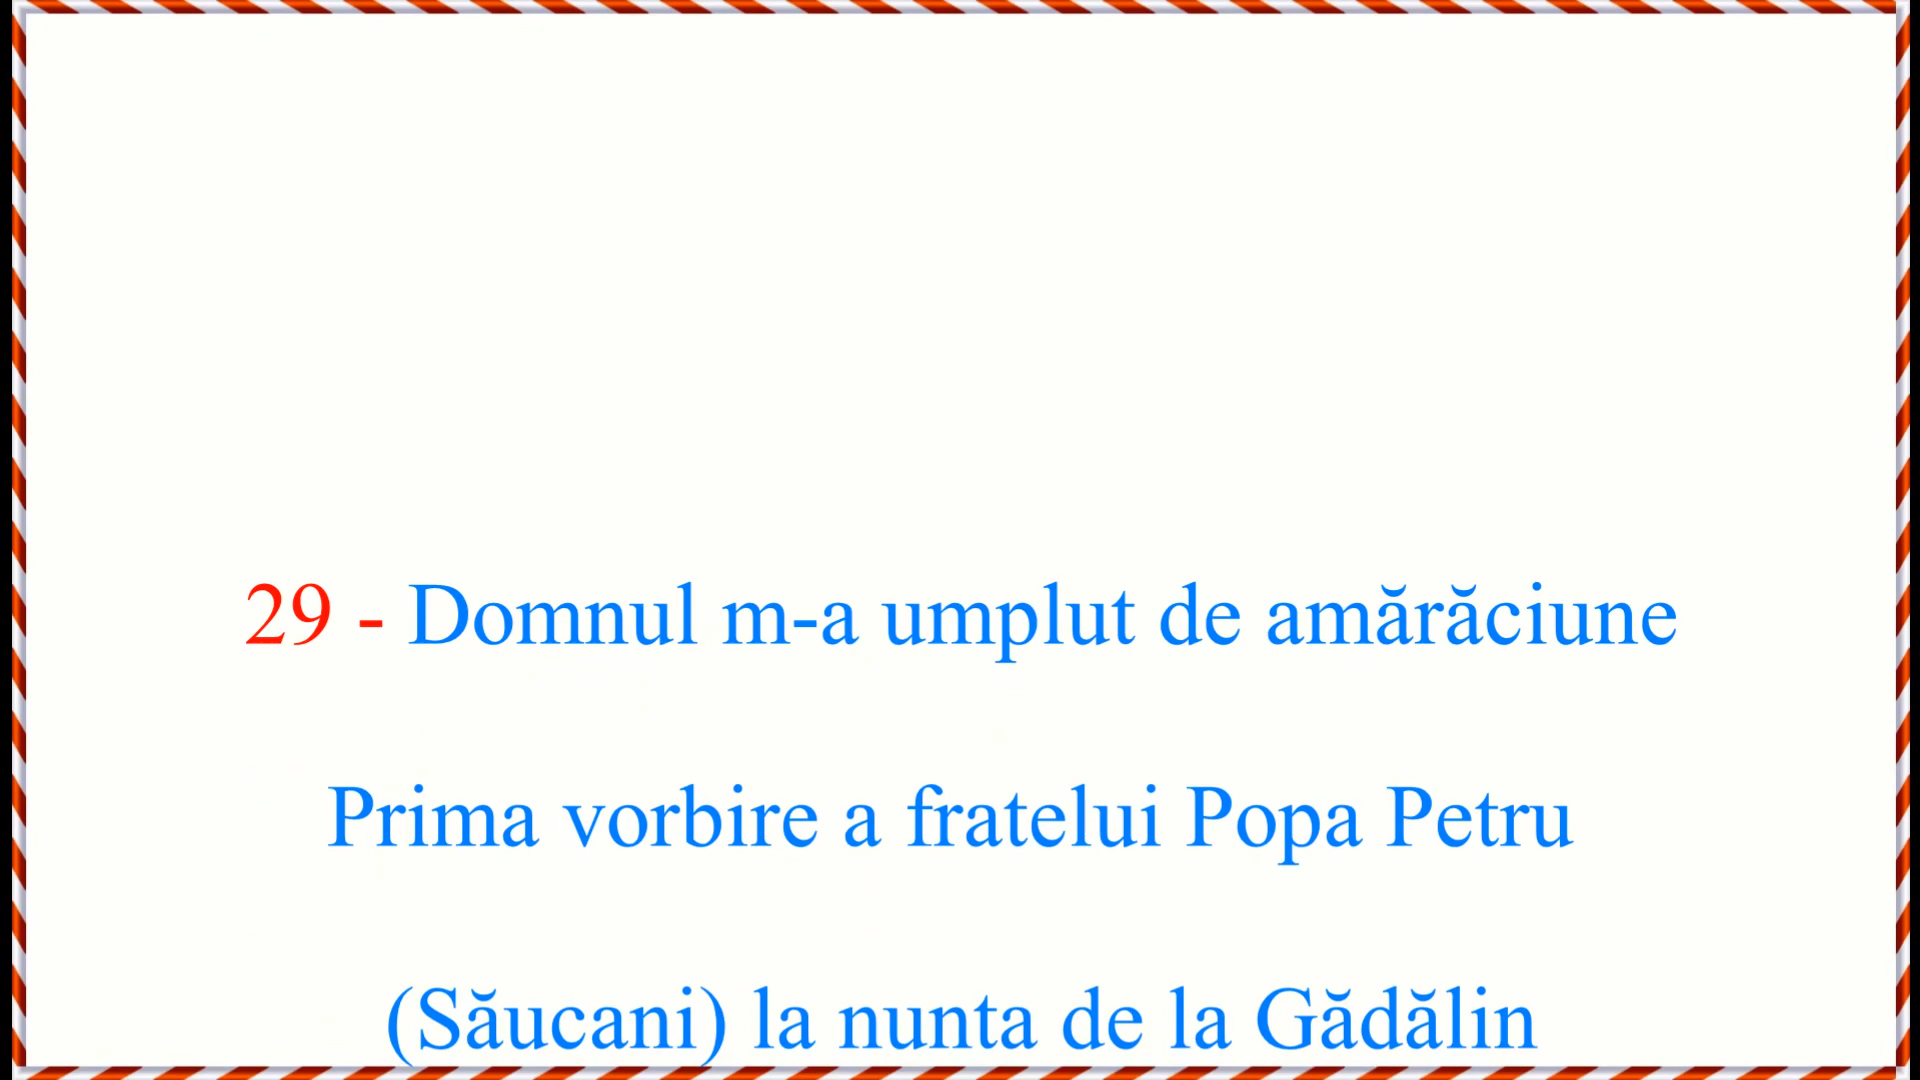 29 - Domnul m-a umplut de amărăciune
Prima vorbire a fratelui Popa Petru
(Săucani) la nunta de la Gădălin